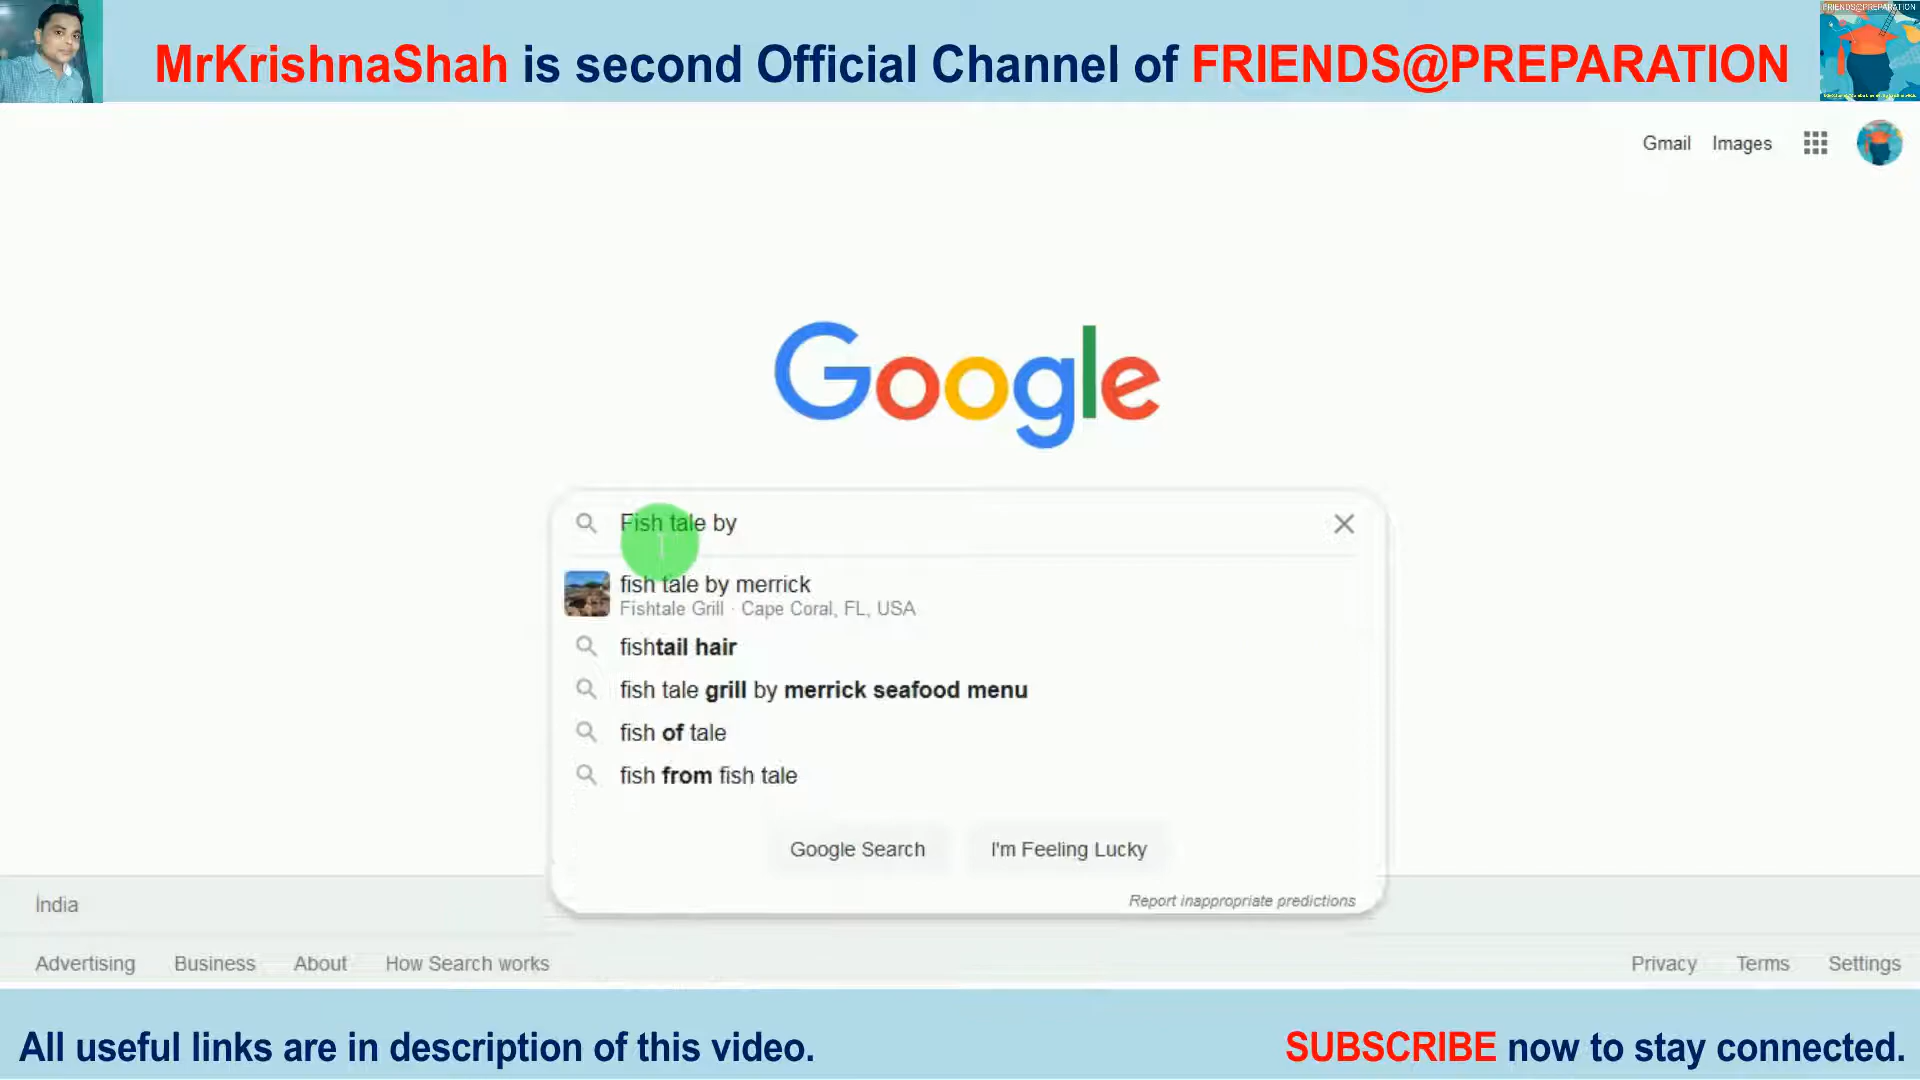 MrKrishnaShah is second Official Channel of FRIENDS@PREPARATION
FRIENDS@PREPARATION
Gmail Images
Google
Fish tale by
fish tale by merrick
Fishtale Grill · Cape Coral, FL, USA
fishtail hair
fish tale grill by merrick seafood menu
fish of tale
fish from fish tale
Google Search I'm Feeling Lucky
Report inappropriate predictions
India
Advertising Business About How Search works Privacy Terms Settings
All useful links are in description of this video. SUBSCRIBE now to stay connected.